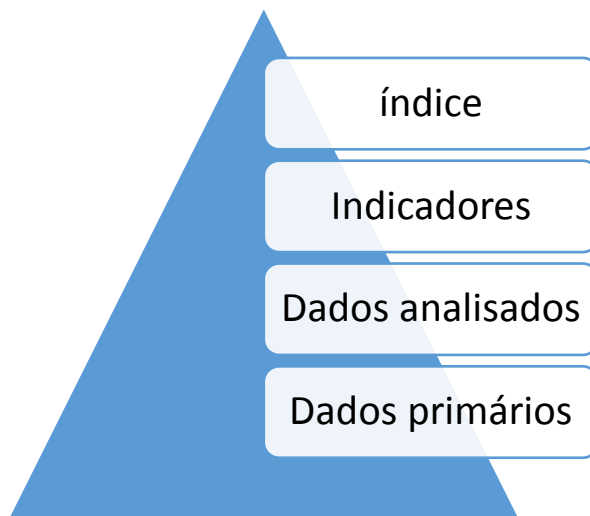 índice
Indicadores
Dados analisados
Dados primários